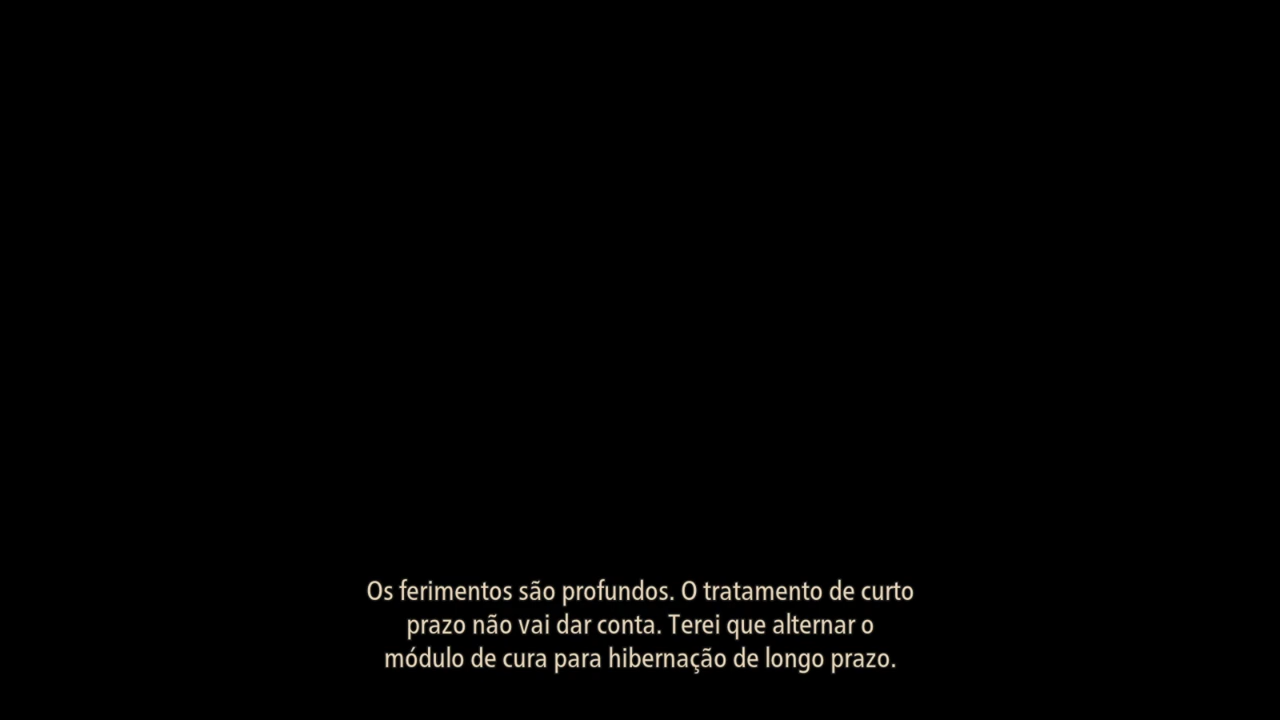 Os ferimentos são profundos. O tratamento de curto
prazo não vai dar conta. Terei que alternar o
módulo de cura para hibernação de longo prazo.